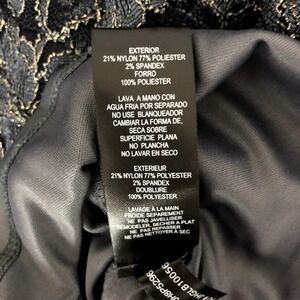 EXTERIOR
21% NYLON 77% POLIESTER
2% SPANDEX
FORRO
100% POLIESTER
LAVA A MANO CON
AGUA FRIA POR SEPARADO
NO USE BLANQUEADOR
CAMBIAR LA FORMA DE,
SECA SOBRE
SUPERFICIE PLANA
NO PLANCHA
NO LAVAR EN SECO
EXTERIEUR
21% NYLON 77% POLYESTER
2% SPANDEX
DOUBLURE
100% POLYESTER
LAVAGE À LA MAIN
FROIDE SEPAREMENT
NE PAS JAVELLISER
REMODELER, SECHER A PLAT
NE PAS REPASSER
NE PAS NETTOYER À SEC